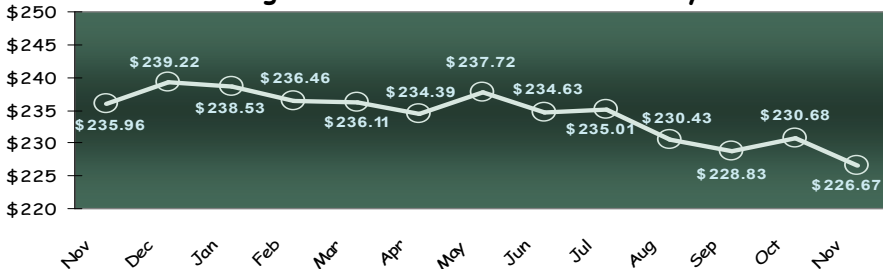 $250
$245
$240
$235
$230
$225
$220
$235.96
$239.22
$238.53
$236.46
$236.11
$234.39
$237.72
$234.63
$235.01
$230.43
$228.83
$230.68
$226.67
Nov
Dec
Jan
Feb
Mar
Apr
May
Jun
Jul
Aug
Sep
Oct
Nov